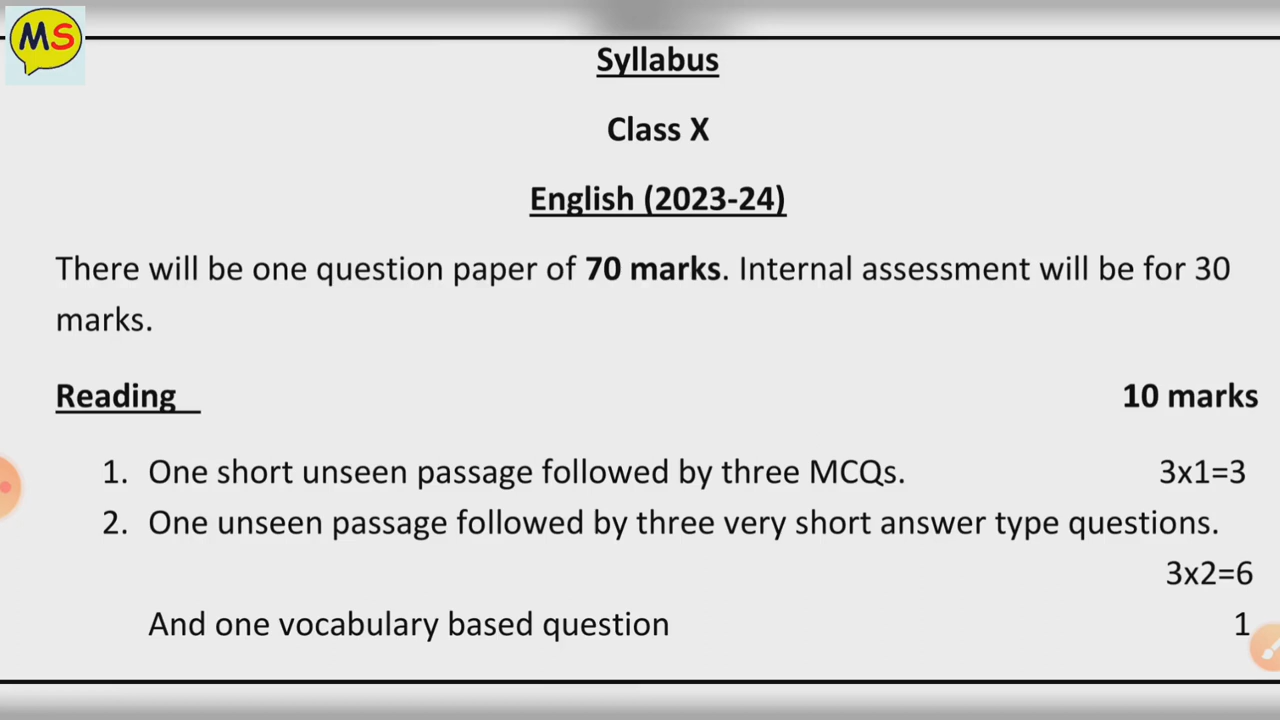 MS
Syllabus
Class X
English (2023-24)
There will be one question paper of 70 marks. Internal assessment will be for 30
marks.
Reading 10 marks
1. One short unseen passage followed by three MCQs. 3x1=3
2. One unseen passage followed by three very short answer type questions.
3x2=6
And one vocabulary based question 1